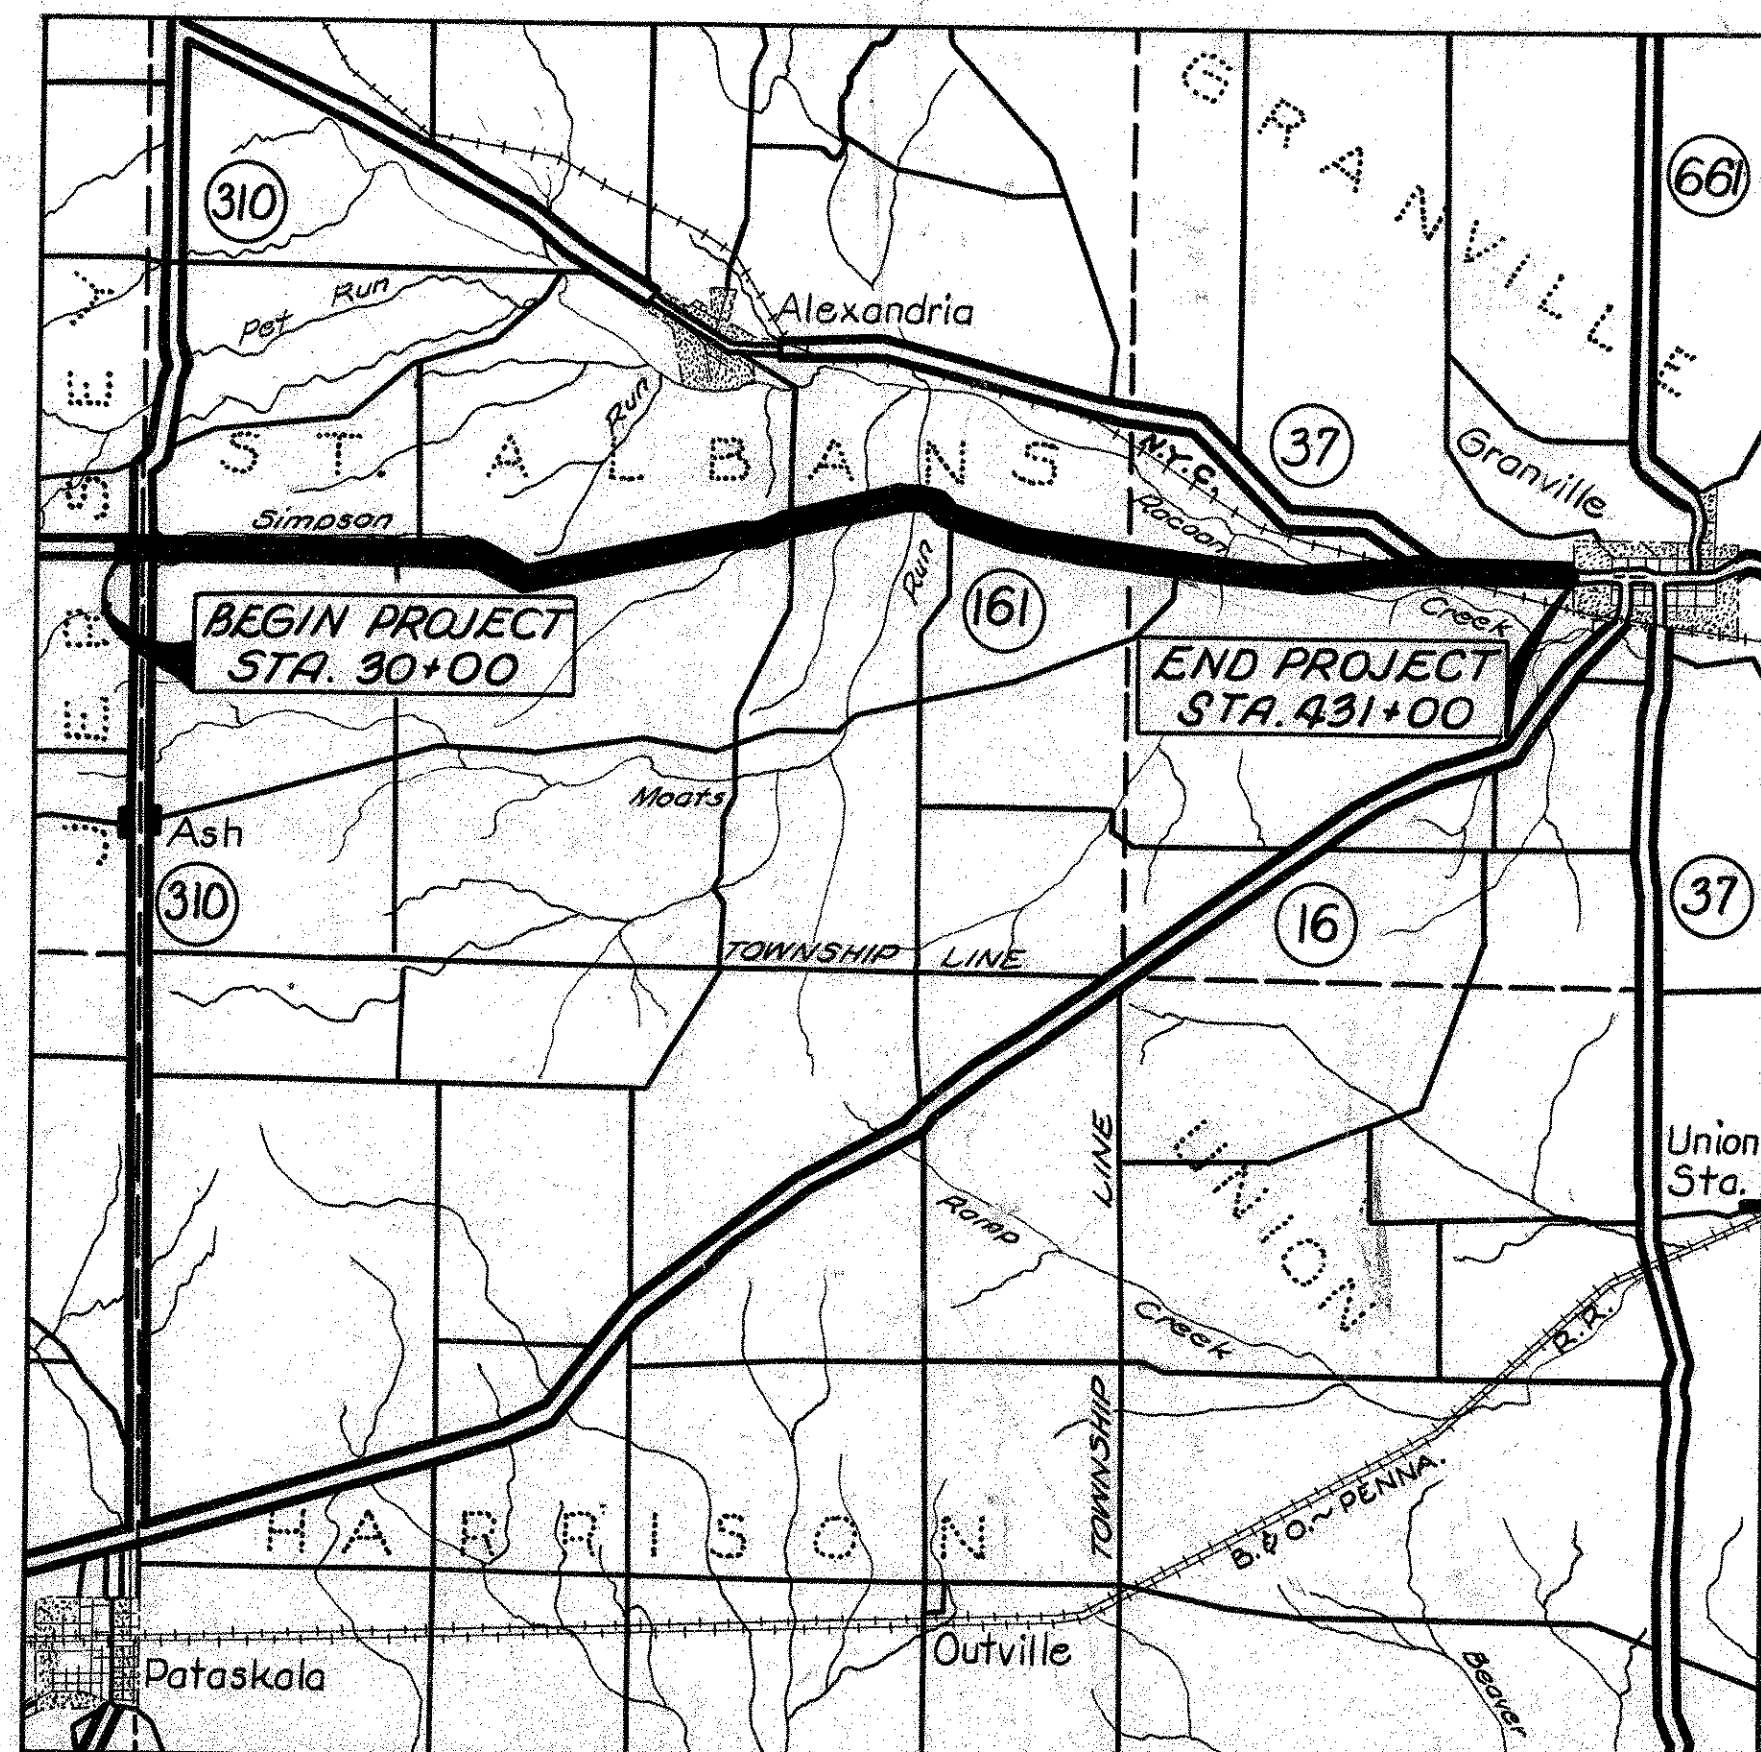 GRANVILLE
310
661
Pet Run
Alexandria
JERSEY
Run
ST. ALBANS
N.Y.C.
37
Granville
Simpson
Racoon
Run
161
Creek
BEGIN PROJECT
STA. 30+00
END PROJECT
STA. 431+00
Moats
Ash
310
16
37
TOWNSHIP LINE
LINE
UNION
Union
Sta.
Ramp
Creek
R.R.
TOWNSHIP
B. & O. ~ PENNA.
HARRISON
Outville
Pataskala
Beaver